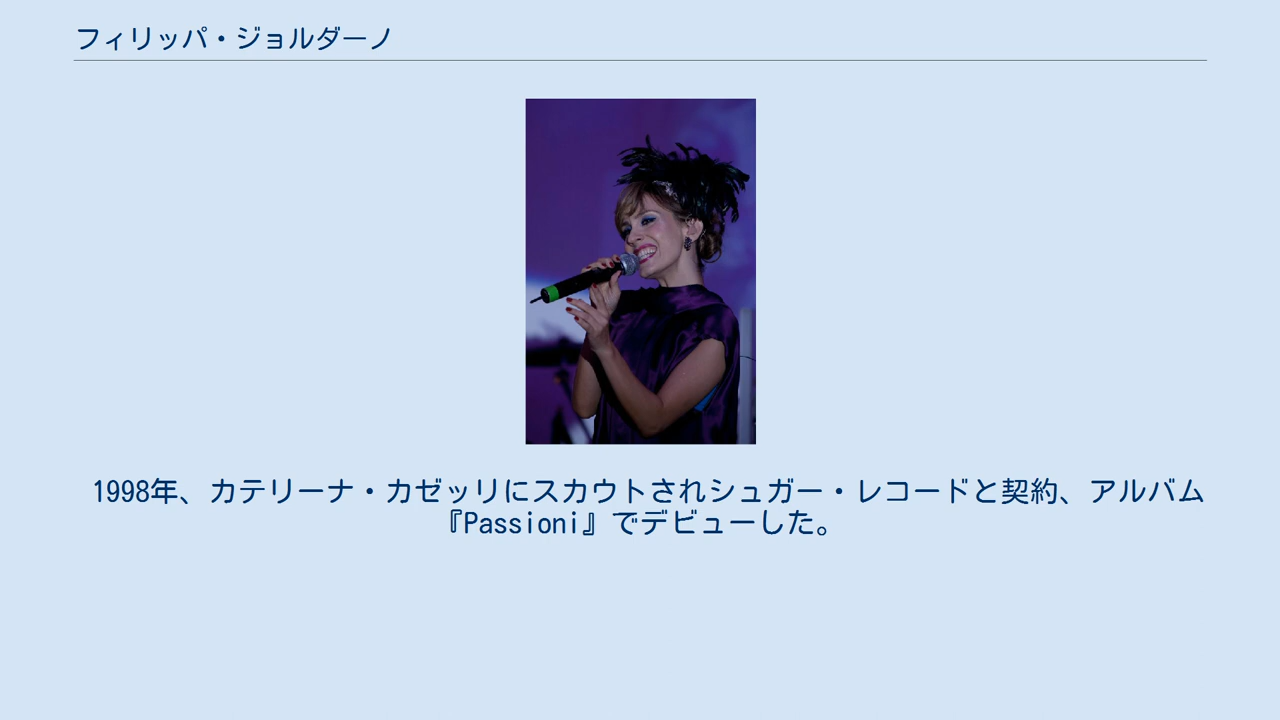 フィリッパ・ジョルダーノ
1998年、カテリーナ・カゼッリにスカウトされシュガー・レコードと契約、アルバム
『Passioni』でデビューした。